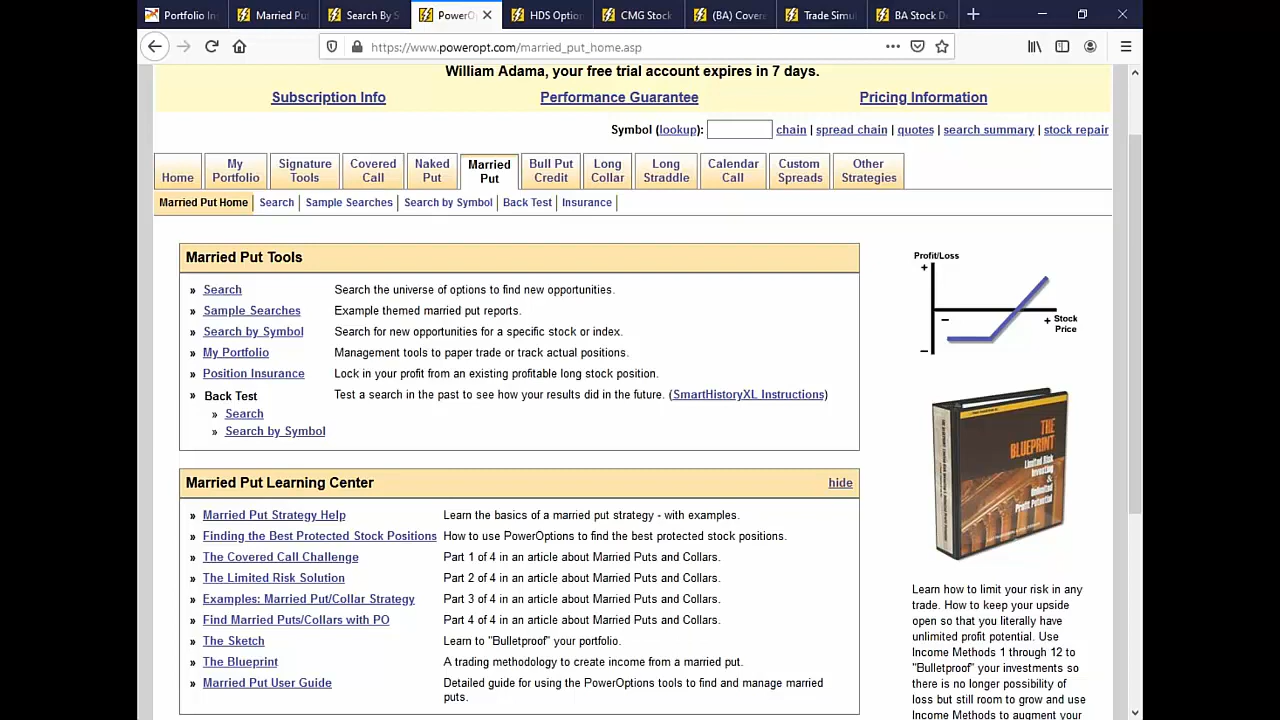 Portfolio In
Married Pu
Search By S
PowerO
HDS Option
CMG Stock
(BA) Covere
Trade Simu
BA Stock D
https://www.poweropt.com/married_put_home.asp
William Adama, your free trial account expires in 7 days.
Subscription Info Performance Guarantee Pricing Information
Symbol (lookup): chain | spread chain | quotes | search summary | stock repair
Home
My Portfolio
Signature Tools
Covered Call
Naked Put
Married Put
Bull Put Credit
Long Collar
Long Straddle
Calendar Call
Custom Spreads
Other Strategies
Married Put Home | Search | Sample Searches | Search by Symbol | Back Test | Insurance |
Married Put Tools
» Search Search the universe of options to find new opportunities.
» Sample Searches Example themed married put reports.
» Search by Symbol Search for new opportunities for a specific stock or index.
» My Portfolio Management tools to paper trade or track actual positions.
» Position Insurance Lock in your profit from an existing profitable long stock position.
» Back Test Test a search in the past to see how your results did in the future. (SmartHistoryXL Instructions)
» Search
» Search by Symbol
Married Put Learning Center hide
» Married Put Strategy Help Learn the basics of a married put strategy - with examples.
» Finding the Best Protected Stock Positions How to use PowerOptions to find the best protected stock positions.
» The Covered Call Challenge Part 1 of 4 in an article about Married Puts and Collars.
» The Limited Risk Solution Part 2 of 4 in an article about Married Puts and Collars.
» Examples: Married Put/Collar Strategy Part 3 of 4 in an article about Married Puts and Collars.
» Find Married Puts/Collars with PO Part 4 of 4 in an article about Married Puts and Collars.
» The Sketch Learn to "Bulletproof" your portfolio.
» The Blueprint A trading methodology to create income from a married put.
» Married Put User Guide Detailed guide for using the PowerOptions tools to find and manage married
puts.
Profit/Loss
+
−
− + Stock
Price
−
THE
BLUEPRINT
Limited Risk
Investing
&
Unlimited
Profit Potential
Learn how to limit your risk in any
trade. How to keep your upside
open so that you literally have
unlimited profit potential. Use
Income Methods 1 through 12 to
"Bulletproof" your investments so
there is no longer possibility of
loss but still room to grow and use
Income Methods to augment your